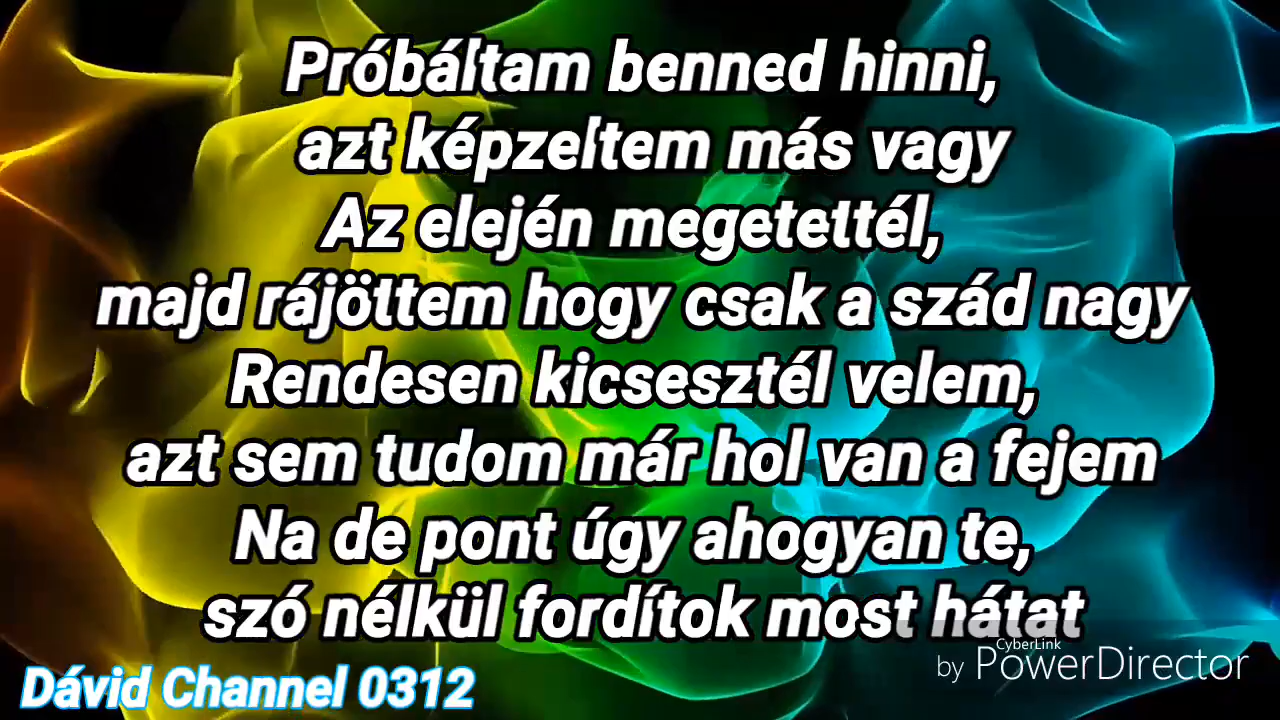 Próbáltam benned hinni,
azt képzeltem más vagy
Az elején megetettél,
majd rájöttem hogy csak a szád nagy
Rendesen kicsesztél velem,
azt sem tudom már hol van a fejem
Na de pont úgy ahogyan te,
szó nélkül fordítok most hátat
CyberLink
by PowerDirector
Dávid Channel 0312